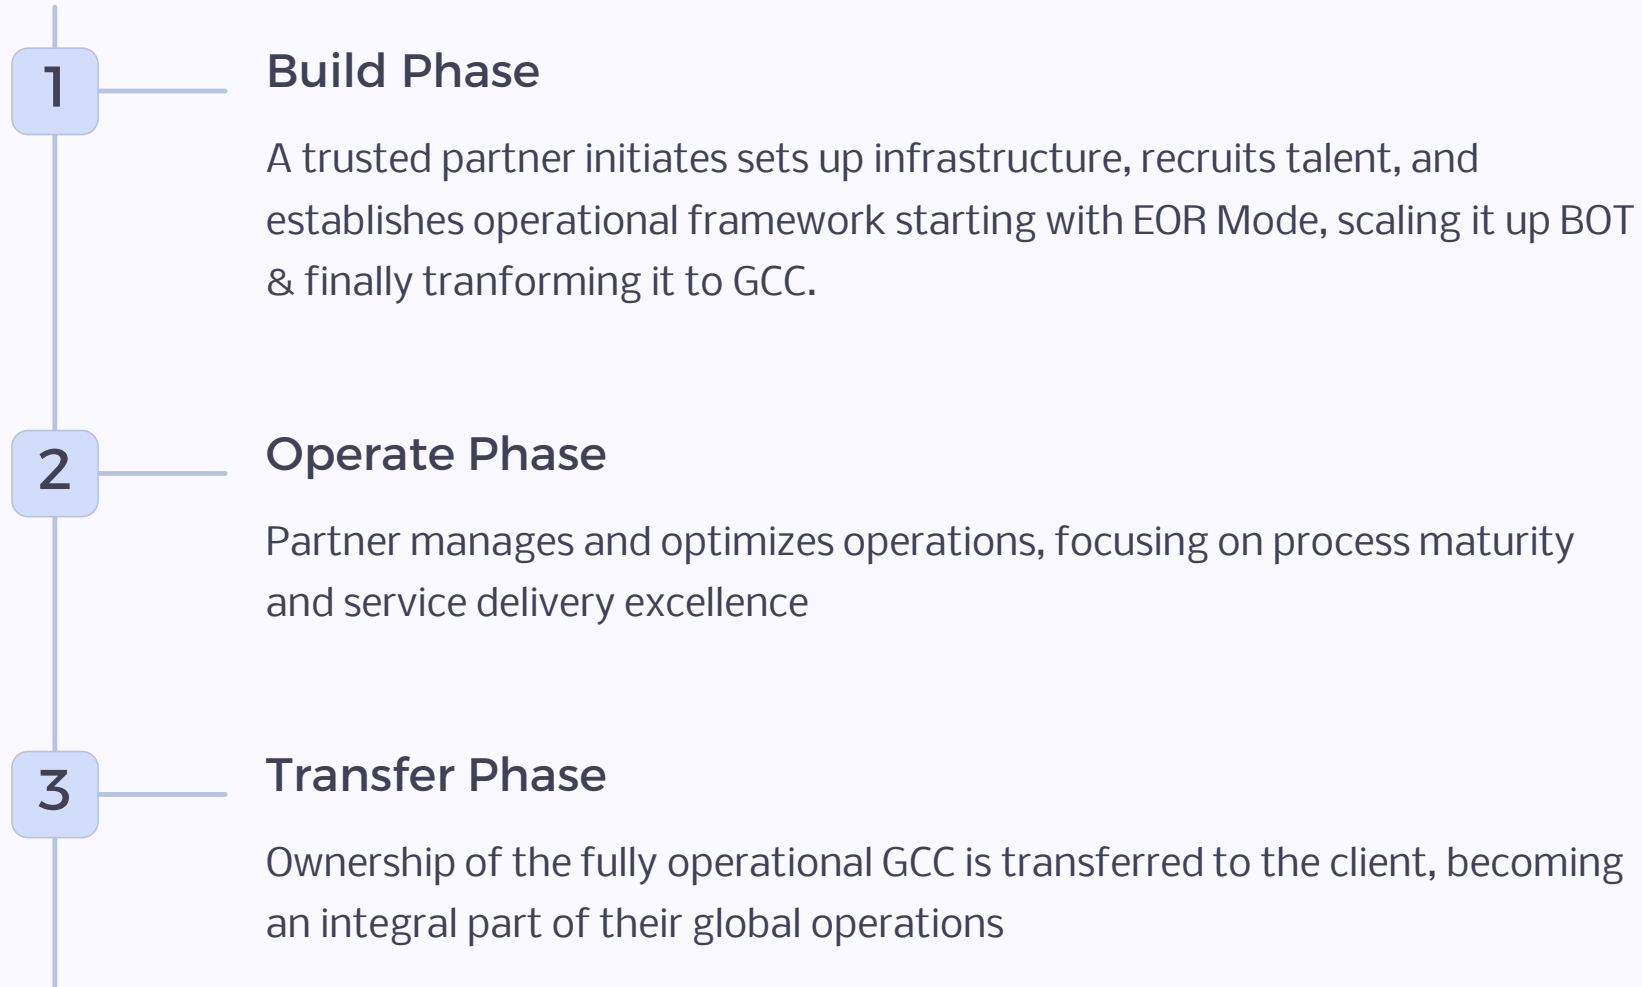 1
Build Phase
A trusted partner initiates sets up infrastructure, recruits talent, and
establishes operational framework starting with EOR Mode, scaling it up BOT
& finally tranforming it to GCC.
2
Operate Phase
Partner manages and optimizes operations, focusing on process maturity
and service delivery excellence
3
Transfer Phase
Ownership of the fully operational GCC is transferred to the client, becoming
an integral part of their global operations